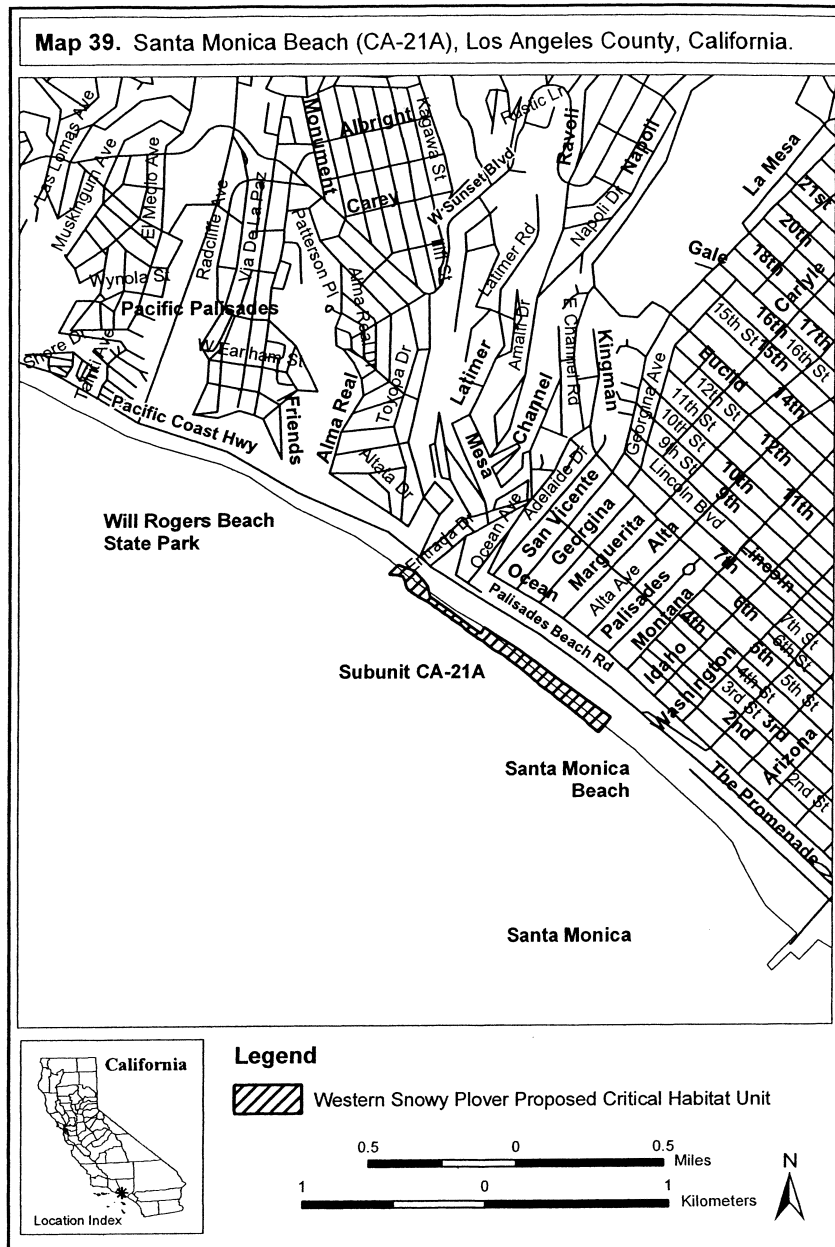 Map 39. Santa Monica Beach (CA-21A), Los Angeles County, California.
Las Lomas Ave
Muskingum Ave
El Medio Ave
Radcliffe Ave
Via De La Paz
Monument
Albright
Kagawa St
Carey
W Sunset Blvd
Rustic Ln
Ravoli
Napoli
Napoli Dr
La Mesa
21st
20th
Gale
18th
Carlyle
17th
16th
16th St
15th St
15th
14th
Wynola St
Pacific Palisades
Patterson Pl
Alma Real Dr
Iliff St
Latimer Rd
Amalfi Dr
E Channel Rd
Kingman
Georgina Ave
Euclid
12th St
11th St
10th St
9th St
Lincoln Blvd
12th
11th
10th
9th
Shore Dr
Teme Ave
W Earham St
Friends
Alma Real
Toyopa Dr
Latimer
Mesa
Channel
Altata Dr
Pacific Coast Hwy
Will Rogers Beach
State Park
Entrada Dr
Ocean Ave
Adelaide Dr
San Vicente
Georgina
Ocean
Marguerita
Alta
Alta Ave
Palisades
Palisades Beach Rd
Montana
7th
Lincoln
6th
7th St
6th St
5th
5th St
4th
4th St
3rd St
3rd
Idaho
Washington
2nd
Arizona
2nd St
The Promenade
Subunit CA-21A
Santa Monica
Beach
Santa Monica
California
Location Index
Legend
Western Snowy Plover Proposed Critical Habitat Unit
0.5 0 0.5
Miles
1 0 1
Kilometers
N